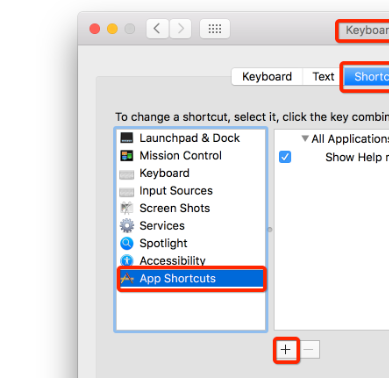 Keyboar
Keyboard Text Shortc
To change a shortcut, select it, click the key combin
Launchpad & Dock
Mission Control
Keyboard
Input Sources
Screen Shots
Services
Spotlight
Accessibility
App Shortcuts
All Applications
Show Help